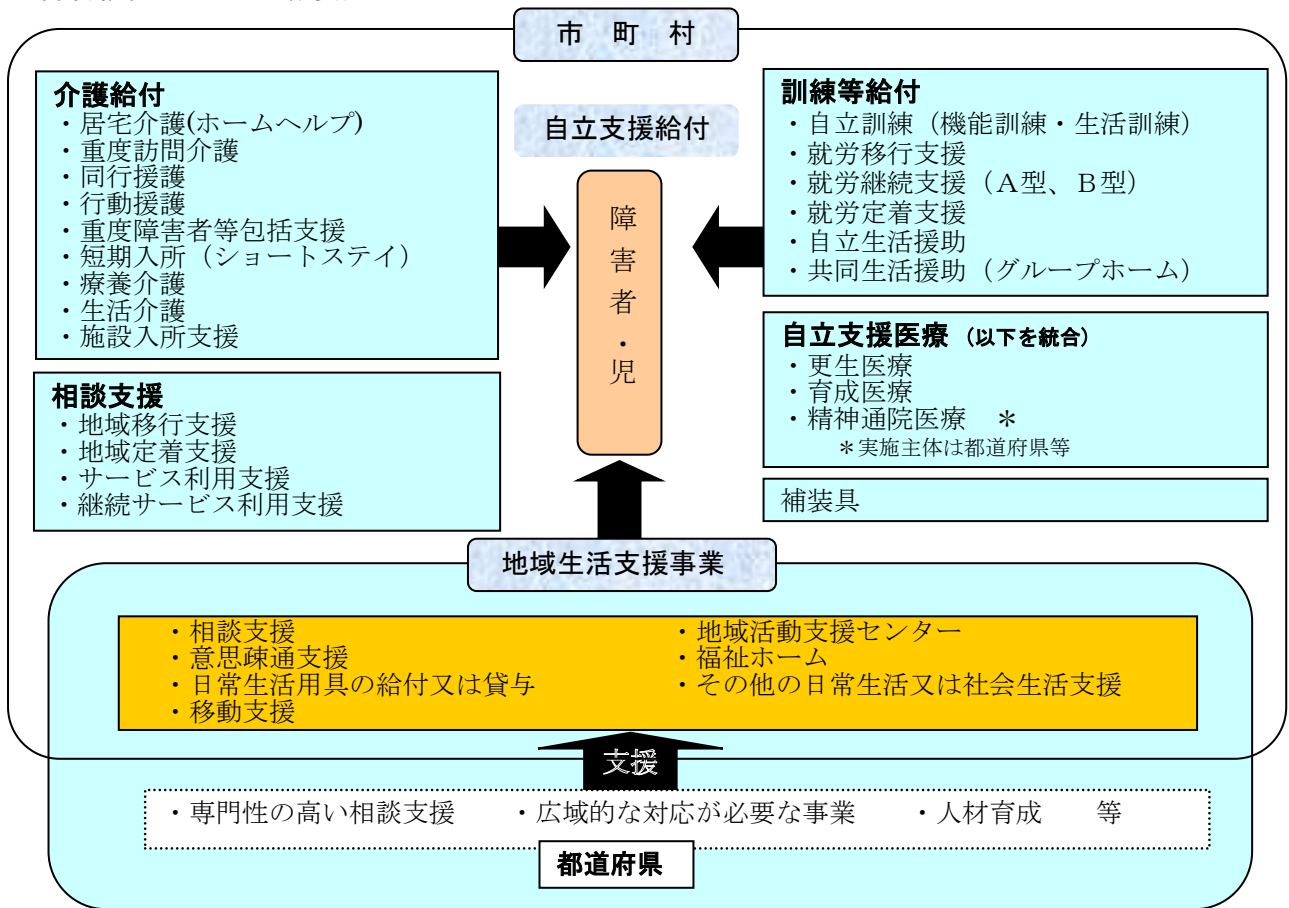 市 町 村
介護給付
・居宅介護(ホームヘルプ)
・重度訪問介護
・同行援護
・行動援護
・重度障害者等包括支援
・短期入所（ショートステイ）
・療養介護
・生活介護
・施設入所支援
相談支援
・地域移行支援
・地域定着支援
・サービス利用支援
・継続サービス利用支援
自立支援給付
障害者・児
訓練等給付
・自立訓練（機能訓練・生活訓練）
・就労移行支援
・就労継続支援（Ａ型、Ｂ型）
・就労定着支援
・自立生活援助
・共同生活援助（グループホーム）
自立支援医療（以下を統合）
・更生医療
・育成医療
・精神通院医療　＊
＊実施主体は都道府県等
補装具
地域生活支援事業
・相談支援
・意思疎通支援
・日常生活用具の給付又は貸与
・移動支援
・地域活動支援センター
・福祉ホーム
・その他の日常生活又は社会生活支援
支援
・専門性の高い相談支援　・広域的な対応が必要な事業　・人材育成　等
都道府県